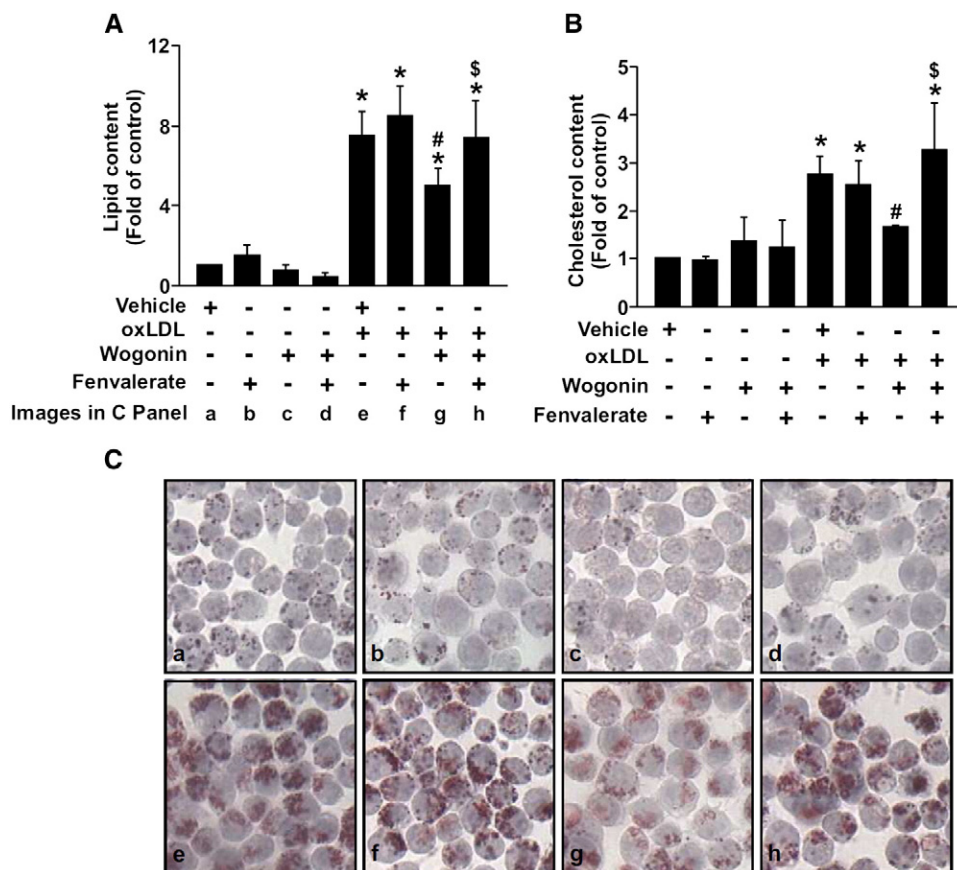 A
12
8
4
0
Lipid content
(Fold of control)
*
*
#
*
$
*
Vehicle + - - - + - - -
oxLDL - - - - + + + +
Wogonin - - + + - - + +
Fenvalerate - + - + - + - +
Images in C Panel a b c d e f g h
B
5
4
3
2
1
0
Cholesterol content
(Fold of control)
*
*
#
$
*
Vehicle + - - - + - - -
oxLDL - - - - + + + +
Wogonin - - + + - - + +
Fenvalerate - + - + - + - +
C
a b c d
e f g h